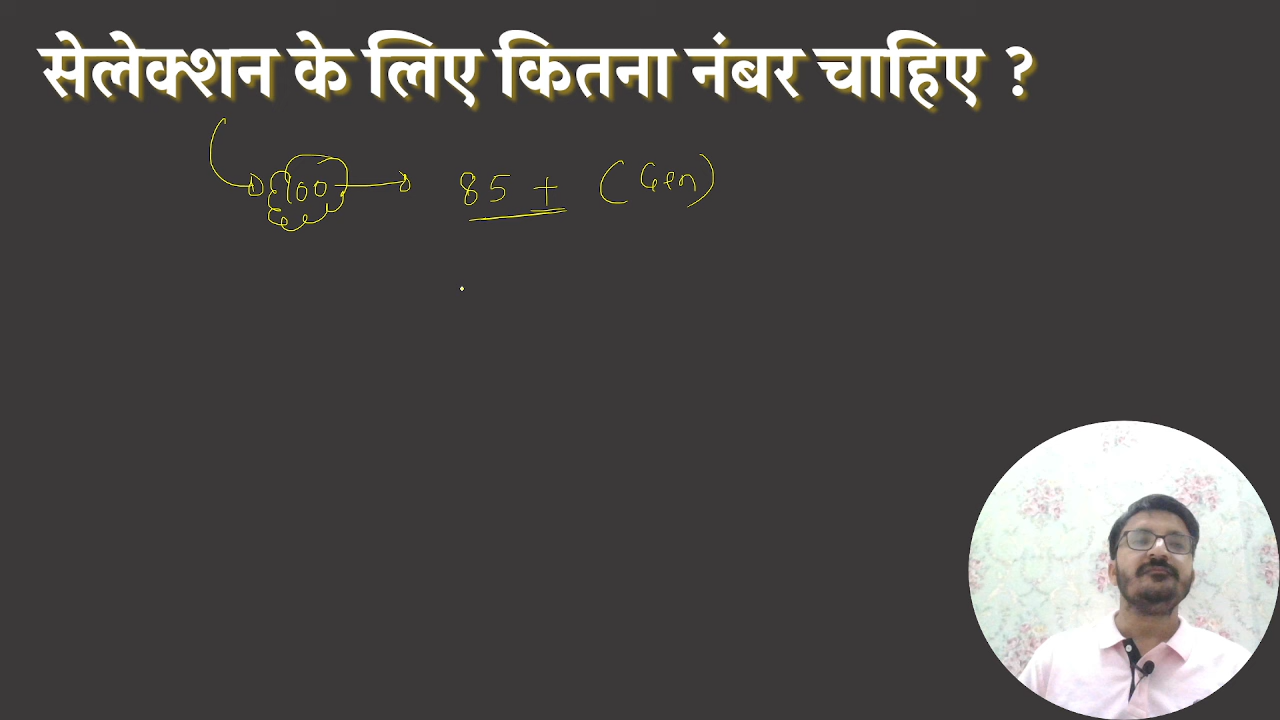 सेलेक्शन के लिए कितना नंबर चाहिए ?
100 → 85 + (Gen)